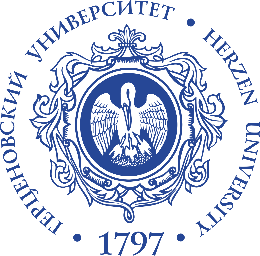 ГЕРЦЕНОВСКИЙ УНИВЕРСИТЕТ
HERZEN UNIVERSITY
1797